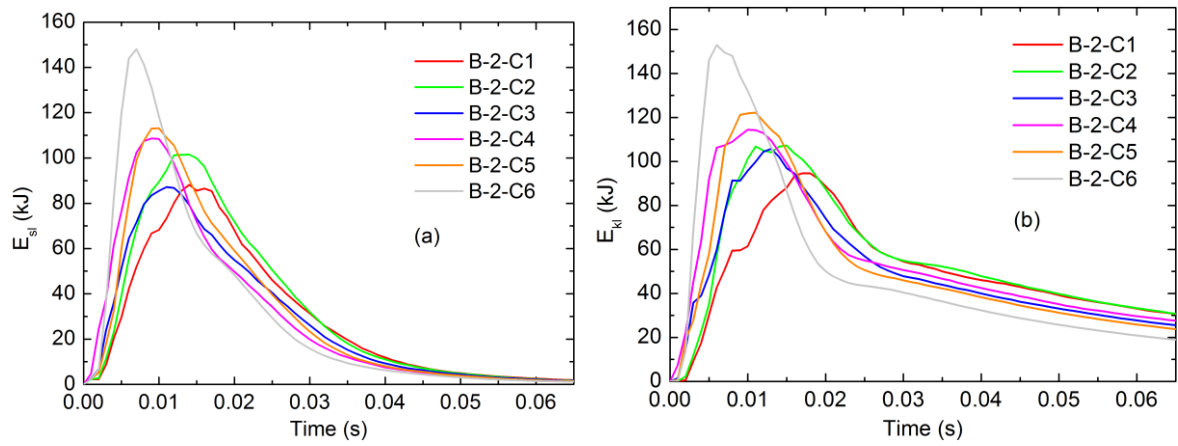 160
140
120
100
80
60
40
20
0
E_sl (kJ)
B-2-C1
B-2-C2
B-2-C3
B-2-C4
B-2-C5
B-2-C6
(a)
0.00 0.01 0.02 0.03 0.04 0.05 0.06
Time (s)
160
140
120
100
80
60
40
20
0
E_kl (kJ)
B-2-C1
B-2-C2
B-2-C3
B-2-C4
B-2-C5
B-2-C6
(b)
0.00 0.01 0.02 0.03 0.04 0.05 0.06
Time (s)